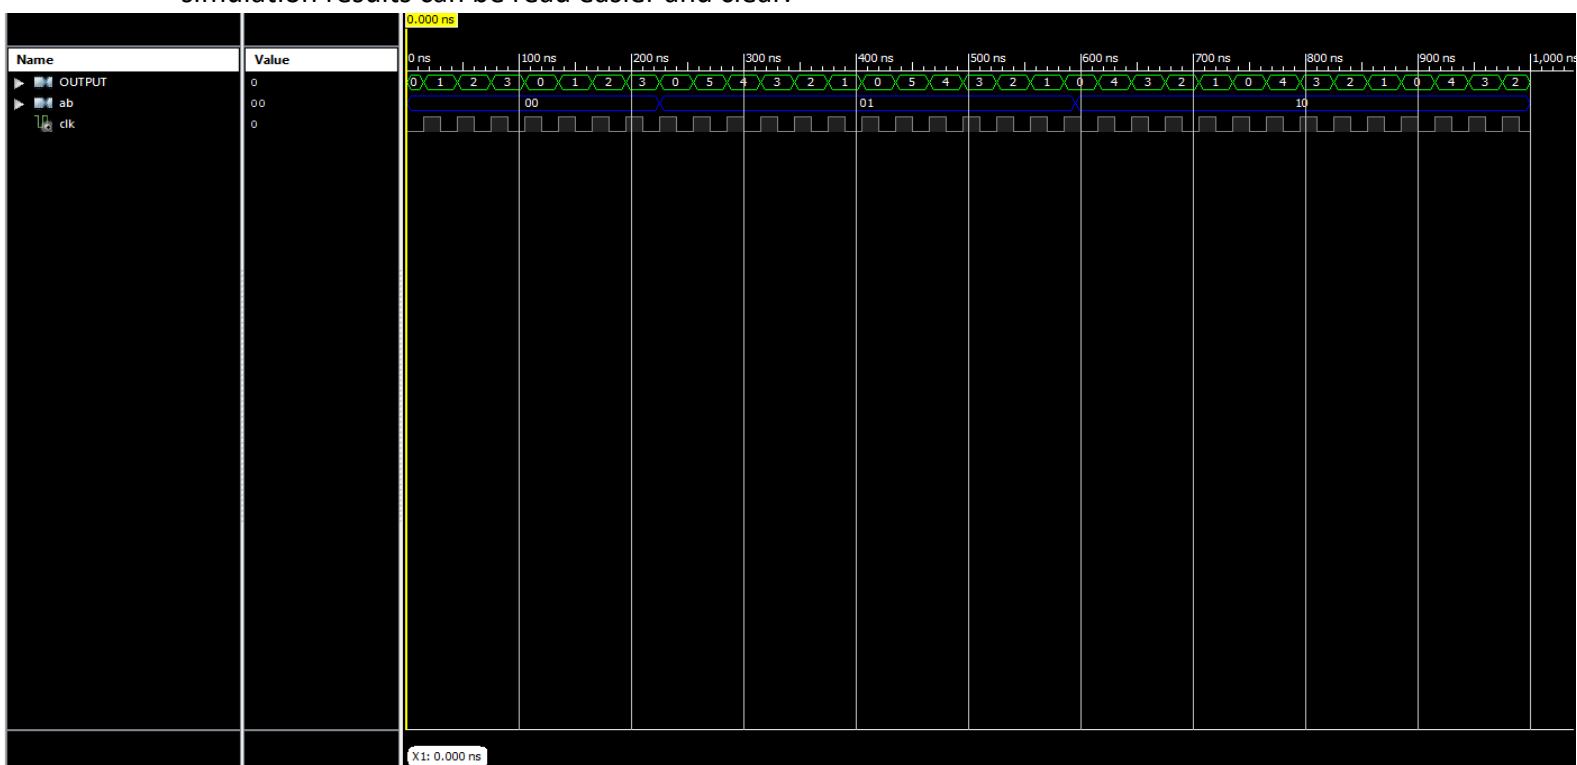 simulation results can be read easier and clear.
0.000 ns
Name Value 0 ns 100 ns 200 ns 300 ns 400 ns 500 ns 600 ns 700 ns 800 ns 900 ns 1,000 ns
OUTPUT 0 0 1 2 3 0 1 2 3 0 5 4 3 2 1 0 5 4 3 2 1 0 4 3 2 1 0 4 3 2 1 0 4 3 2
ab 00 00 01 10
clk 0
X1: 0.000 ns